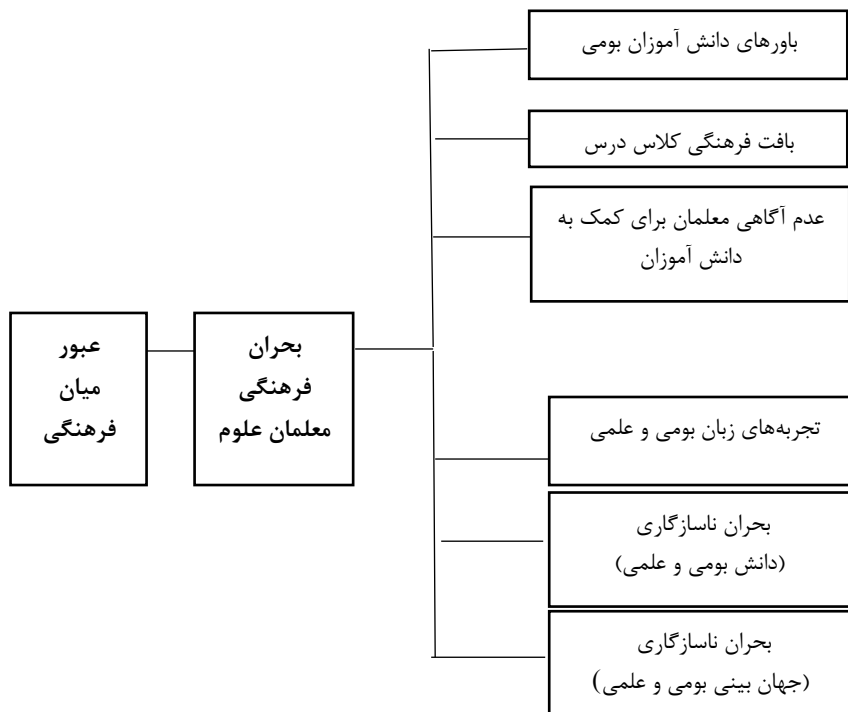 باورهای دانش آموزان بومی
بافت فرهنگی کلاس درس
عدم آگاهی معلمان برای کمک به
دانش آموزان
بحران
فرهنگی
معلمان علوم
عبور
میان
فرهنگی
تجربه‌های زبان بومی و علمی
بحران ناسازگاری
(دانش بومی و علمی)
بحران ناسازگاری
(جهان بینی بومی و علمی)